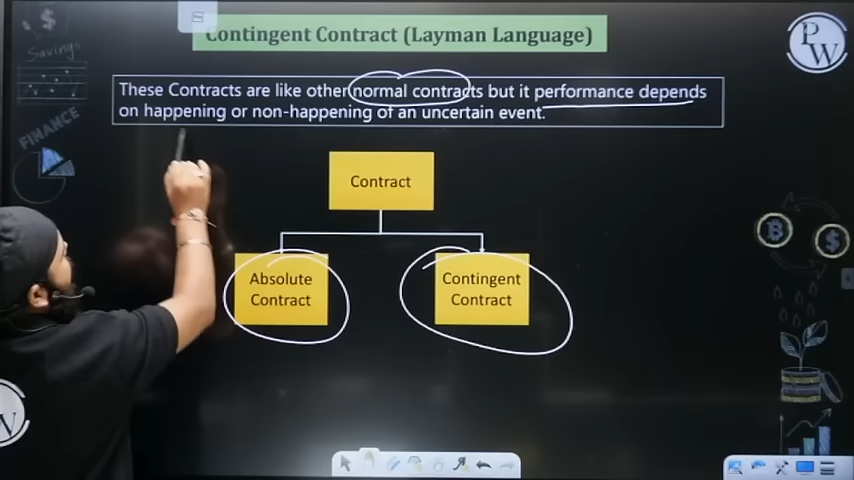 Contingent Contract (Layman Language)
These Contracts are like other normal contracts but it performance depends
on happening or non-happening of an uncertain event.
Contract
Absolute
Contract
Contingent
Contract
Savings
FINANCE
PW
W